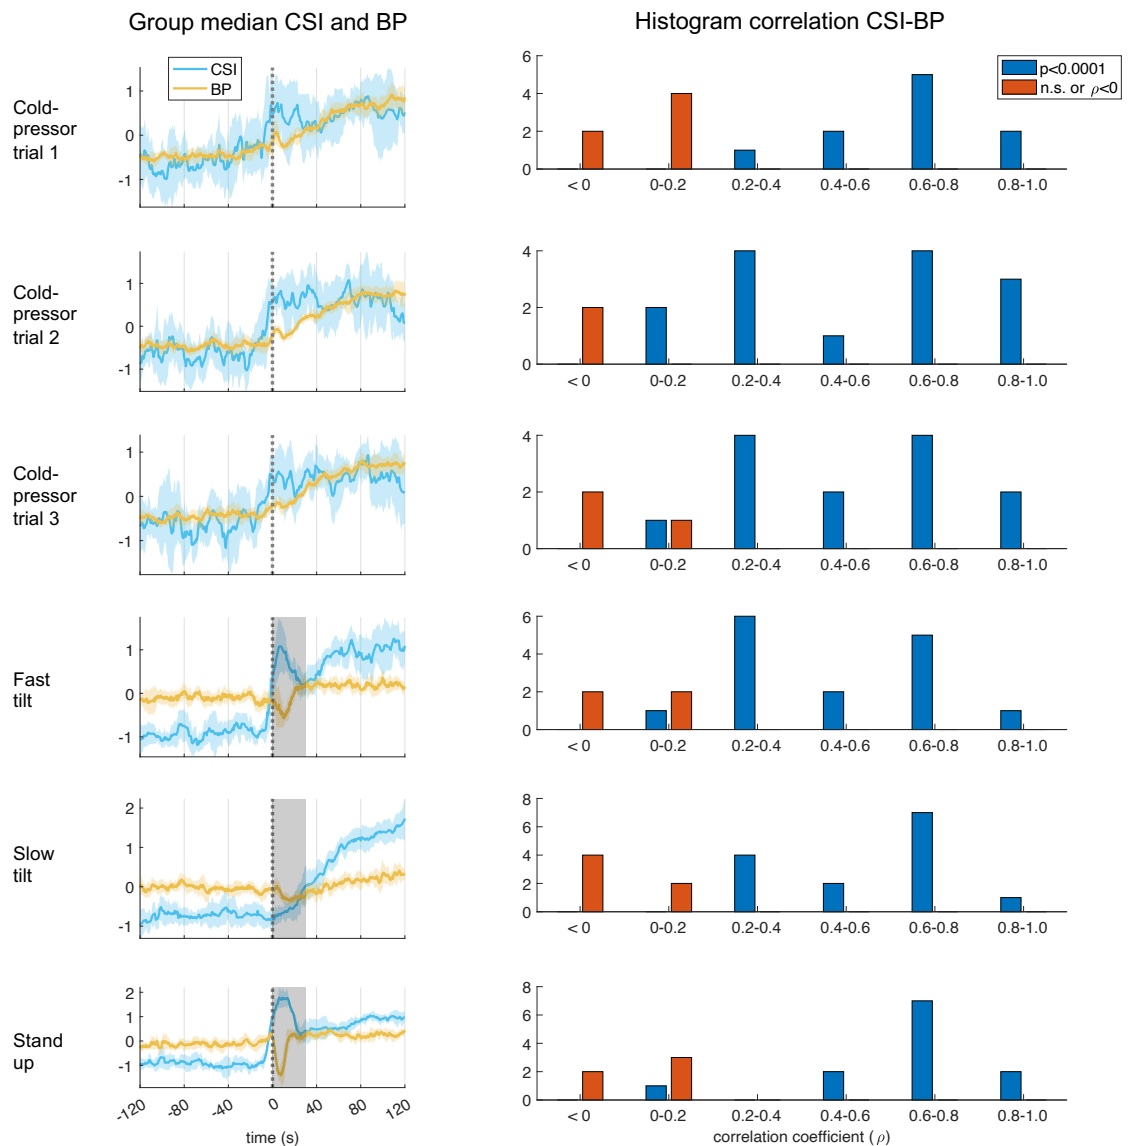 Group median CSI and BP
Histogram correlation CSI-BP
CSI
BP
p<0.0001
n.s. or ρ<0
Cold-
pressor
trial 1
1
0
-1
6
4
2
0
< 0 0-0.2 0.2-0.4 0.4-0.6 0.6-0.8 0.8-1.0
Cold-
pressor
trial 2
1
0
-1
4
2
0
< 0 0-0.2 0.2-0.4 0.4-0.6 0.6-0.8 0.8-1.0
Cold-
pressor
trial 3
1
0
-1
4
2
0
< 0 0-0.2 0.2-0.4 0.4-0.6 0.6-0.8 0.8-1.0
Fast
tilt
1
0
-1
6
4
2
0
< 0 0-0.2 0.2-0.4 0.4-0.6 0.6-0.8 0.8-1.0
Slow
tilt
2
1
0
-1
8
6
4
2
0
< 0 0-0.2 0.2-0.4 0.4-0.6 0.6-0.8 0.8-1.0
Stand
up
2
1
0
-1
-120 -80 -40 0 40 80 120
time (s)
8
6
4
2
0
< 0 0-0.2 0.2-0.4 0.4-0.6 0.6-0.8 0.8-1.0
correlation coefficient (ρ)